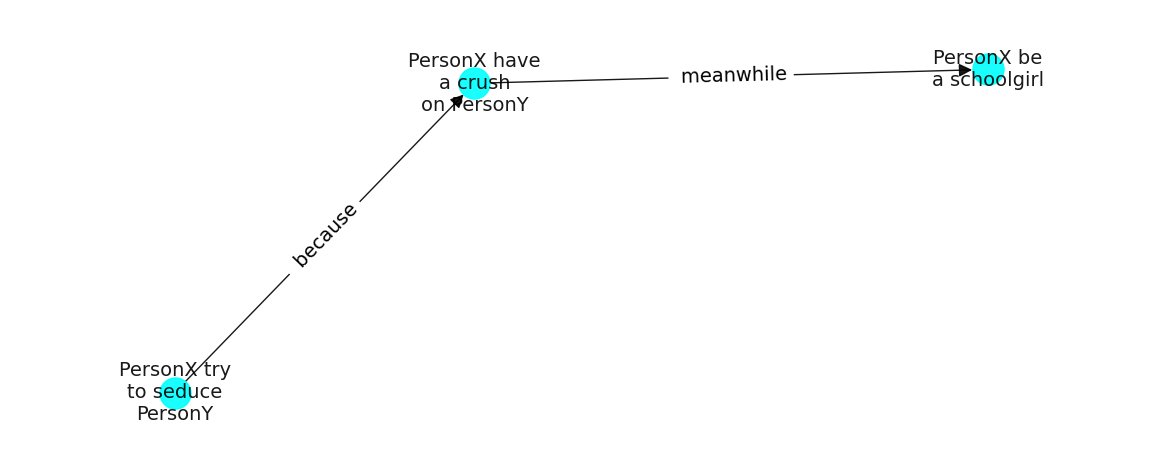 PersonX have
a crush
on PersonY
meanwhile
PersonX be
a schoolgirl
because
PersonX try
to seduce
PersonY